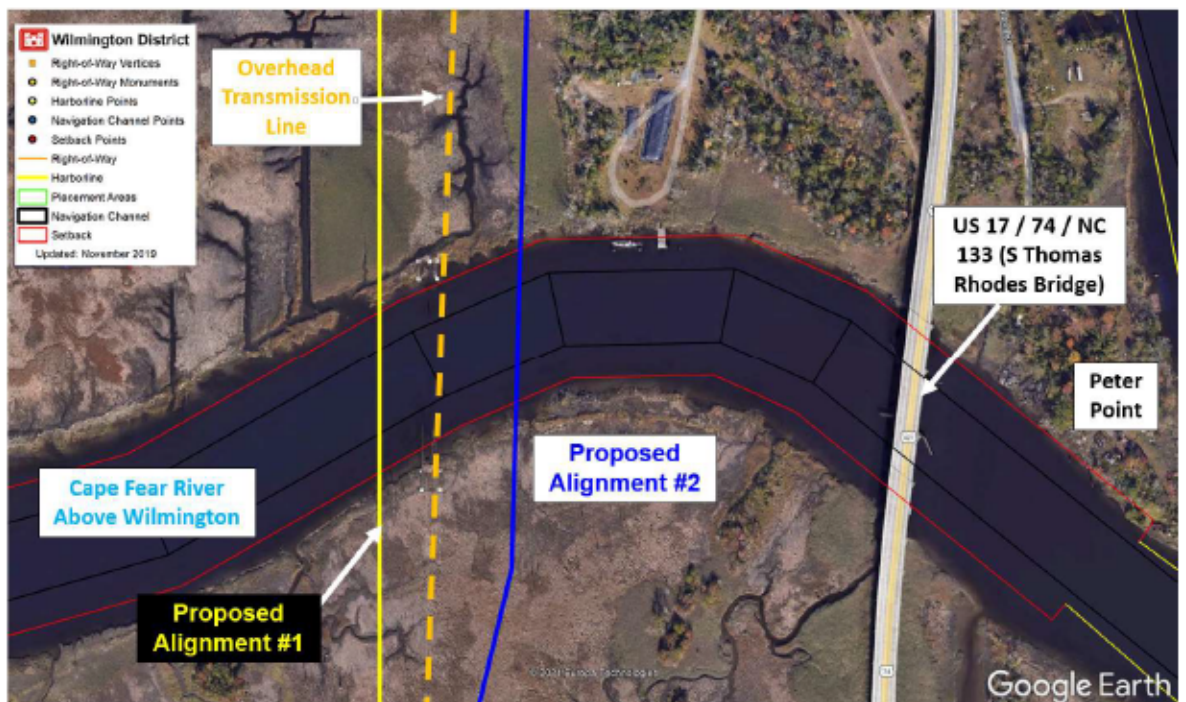 Wilmington District
Right-of-Way Vertices
Right-of-Way Monuments
Harborline Points
Navigation Channel Points
Setback Points
Right-of-Way
Harborline
Placement Areas
Navigation Channel
Setback
Updated: November 2019
Overhead
Transmission
Line
US 17 / 74 / NC
133 (S Thomas
Rhodes Bridge)
Peter
Point
Proposed
Alignment #2
Cape Fear River
Above Wilmington
Proposed
Alignment #1
421
74
Google Earth